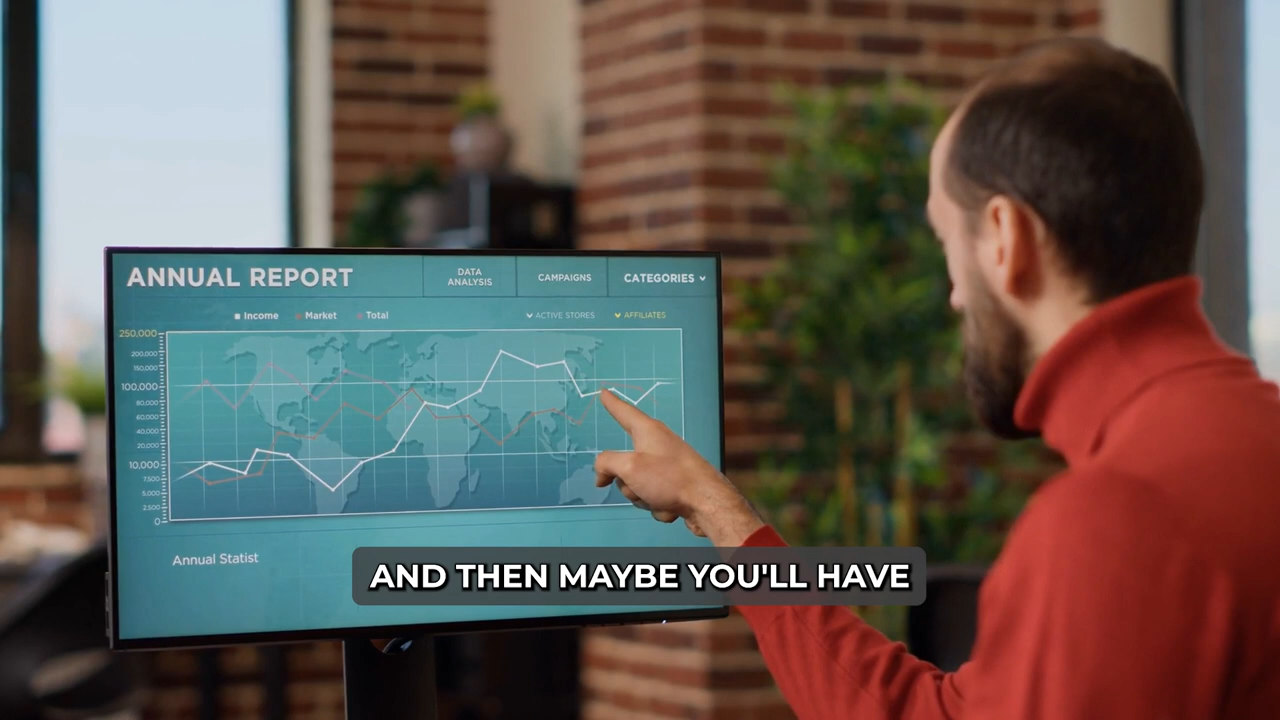 ANNUAL REPORT
DATA
ANALYSIS
CAMPAIGNS
CATEGORIES
Income
Market
Total
ACTIVE STORES
AFFILIATES
250,000
200,000
150,000
100,000
80,000
60,000
40,000
20,000
10,000
7,500
5,000
2,500
0
Annual Statist
AND THEN MAYBE YOU'LL HAVE